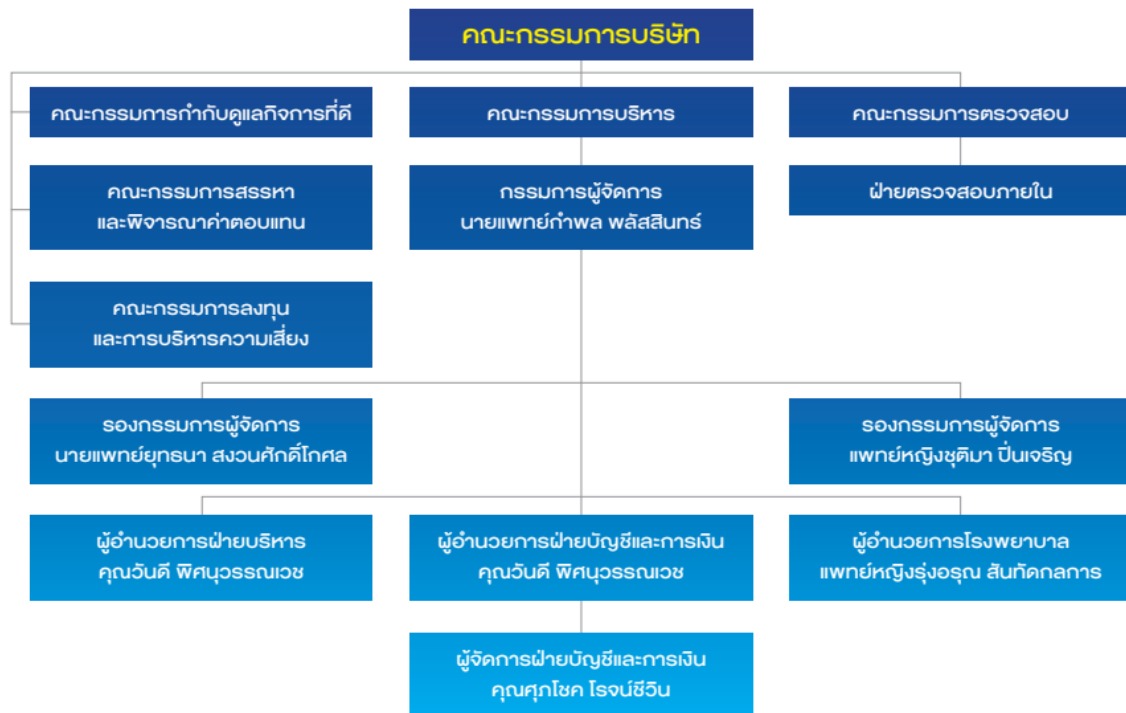 คณะกรรมการบริษัท
คณะกรรมการกำกับดูแลกิจการที่ดี
คณะกรรมการบริหาร
คณะกรรมการตรวจสอบ
คณะกรรมการสรรหา
และพิจารณาค่าตอบแทน
กรรมการผู้จัดการ
นายแพทย์กำพล พลัสสินทร์
ฝ่ายตรวจสอบภายใน
คณะกรรมการลงทุน
และการบริหารความเสี่ยง
รองกรรมการผู้จัดการ
นายแพทย์ยุทธนา สงวนศักดิ์โกศล
รองกรรมการผู้จัดการ
แพทย์หญิงชุติมา ปิ่นเจริญ
ผู้อำนวยการฝ่ายบริหาร
คุณวันดี พิศนุวรรณเวช
ผู้อำนวยการฝ่ายบัญชีและการเงิน
คุณวันดี พิศนุวรรณเวช
ผู้อำนวยการโรงพยาบาล
แพทย์หญิงรุ่งอรุณ สันทัดกลการ
ผู้จัดการฝ่ายบัญชีและการเงิน
คุณศุภโชค โรจน์ชีวิน